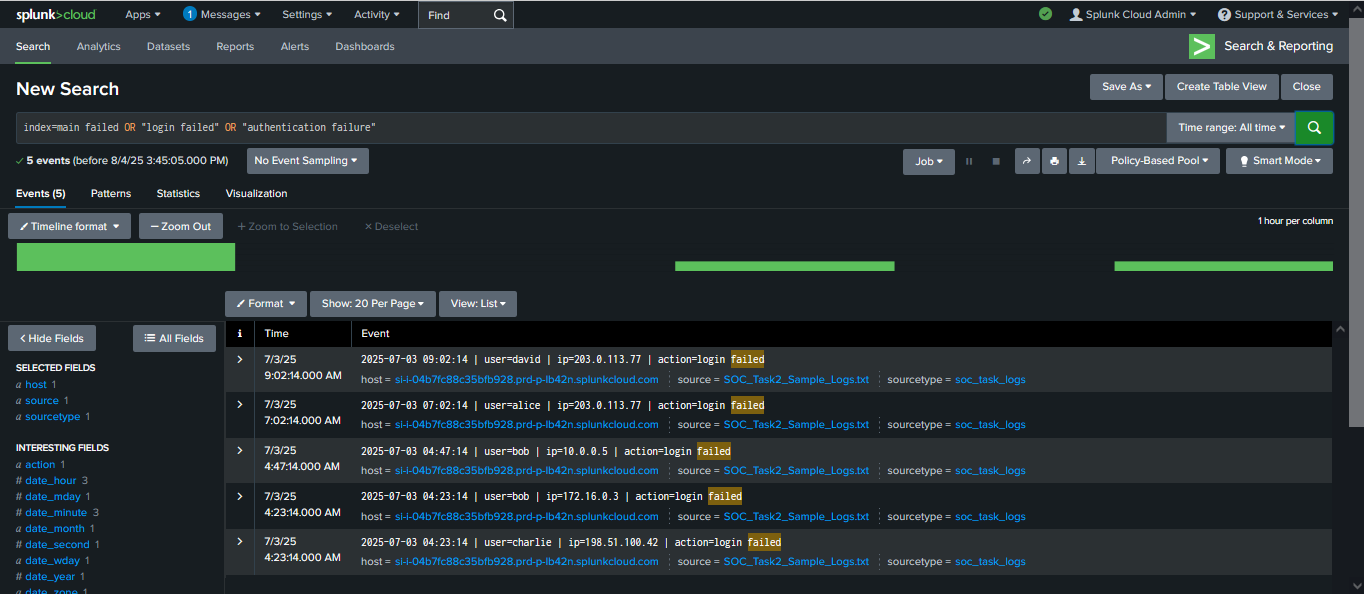 splunk>cloud Apps ▾ 1 Messages ▾ Settings ▾ Activity ▾ Find Splunk Cloud Admin ▾ ? Support & Services ▾
Search Analytics Datasets Reports Alerts Dashboards > Search & Reporting
New Search Save As ▾ Create Table View Close
index=main failed OR "login failed" OR "authentication failure" Time range: All time ▾
✓ 5 events (before 8/4/25 3:45:05.000 PM) No Event Sampling ▾ Job ▾ Policy-Based Pool ▾ Smart Mode ▾
Events (5) Patterns Statistics Visualization
Timeline format ▾ — Zoom Out + Zoom to Selection × Deselect 1 hour per column
Format ▾ Show: 20 Per Page ▾ View: List ▾
< Hide Fields All Fields
SELECTED FIELDS
a host 1
a source 1
a sourcetype 1
INTERESTING FIELDS
a action 1
# date_hour 3
# date_mday 1
# date_minute 3
a date_month 1
# date_second 1
a date_wday 1
# date_year 1
a date_zone 1
i Time Event
> 7/3/25 2025-07-03 09:02:14 | user=david | ip=203.0.113.77 | action=login failed
9:02:14.000 AM host = si-i-04b7fc88c35bfb928.prd-p-lb42n.splunkcloud.com source = SOC_Task2_Sample_Logs.txt sourcetype = soc_task_logs
> 7/3/25 2025-07-03 07:02:14 | user=alice | ip=203.0.113.77 | action=login failed
7:02:14.000 AM host = si-i-04b7fc88c35bfb928.prd-p-lb42n.splunkcloud.com source = SOC_Task2_Sample_Logs.txt sourcetype = soc_task_logs
> 7/3/25 2025-07-03 04:47:14 | user=bob | ip=10.0.0.5 | action=login failed
4:47:14.000 AM host = si-i-04b7fc88c35bfb928.prd-p-lb42n.splunkcloud.com source = SOC_Task2_Sample_Logs.txt sourcetype = soc_task_logs
> 7/3/25 2025-07-03 04:23:14 | user=bob | ip=172.16.0.3 | action=login failed
4:23:14.000 AM host = si-i-04b7fc88c35bfb928.prd-p-lb42n.splunkcloud.com source = SOC_Task2_Sample_Logs.txt sourcetype = soc_task_logs
> 7/3/25 2025-07-03 04:23:14 | user=charlie | ip=198.51.100.42 | action=login failed
4:23:14.000 AM host = si-i-04b7fc88c35bfb928.prd-p-lb42n.splunkcloud.com source = SOC_Task2_Sample_Logs.txt sourcetype = soc_task_logs